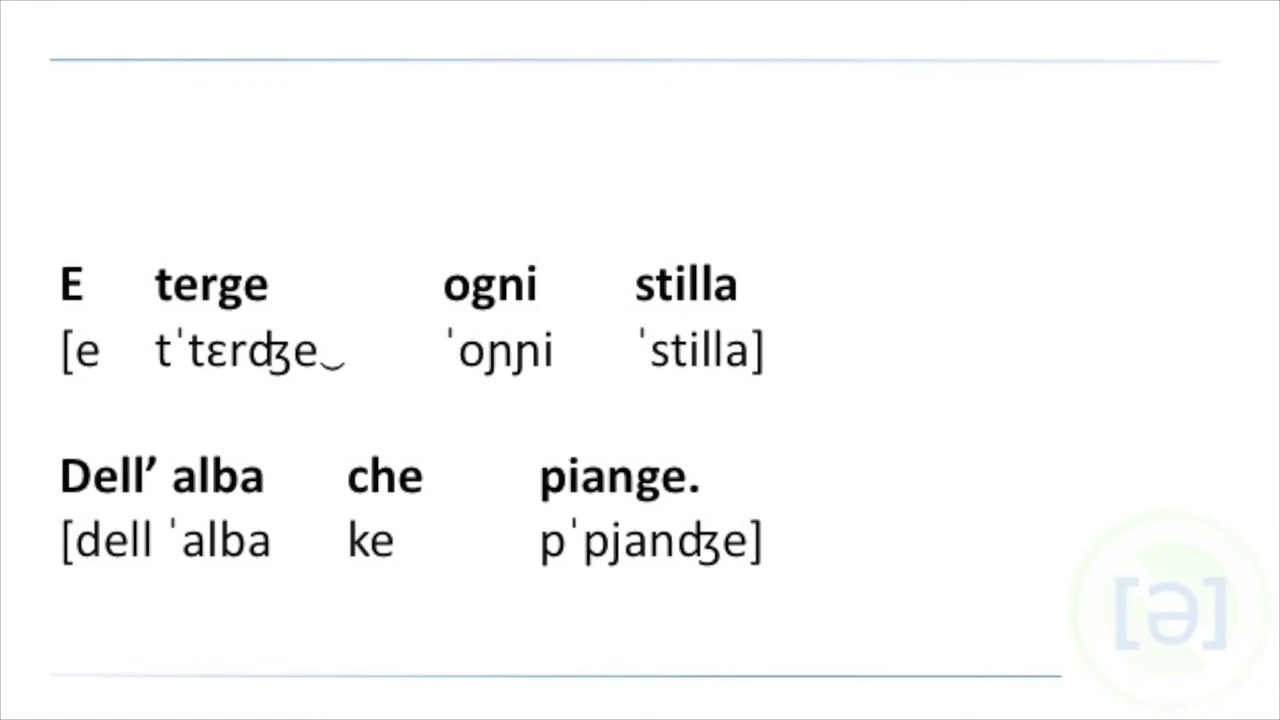 E terge ogni stilla
[e tˈtɛrʤe‿ ˈoɲɲi ˈstilla]
Dell’ alba che piange.
[dell ˈalba ke pˈpjanʤe]
[ə]